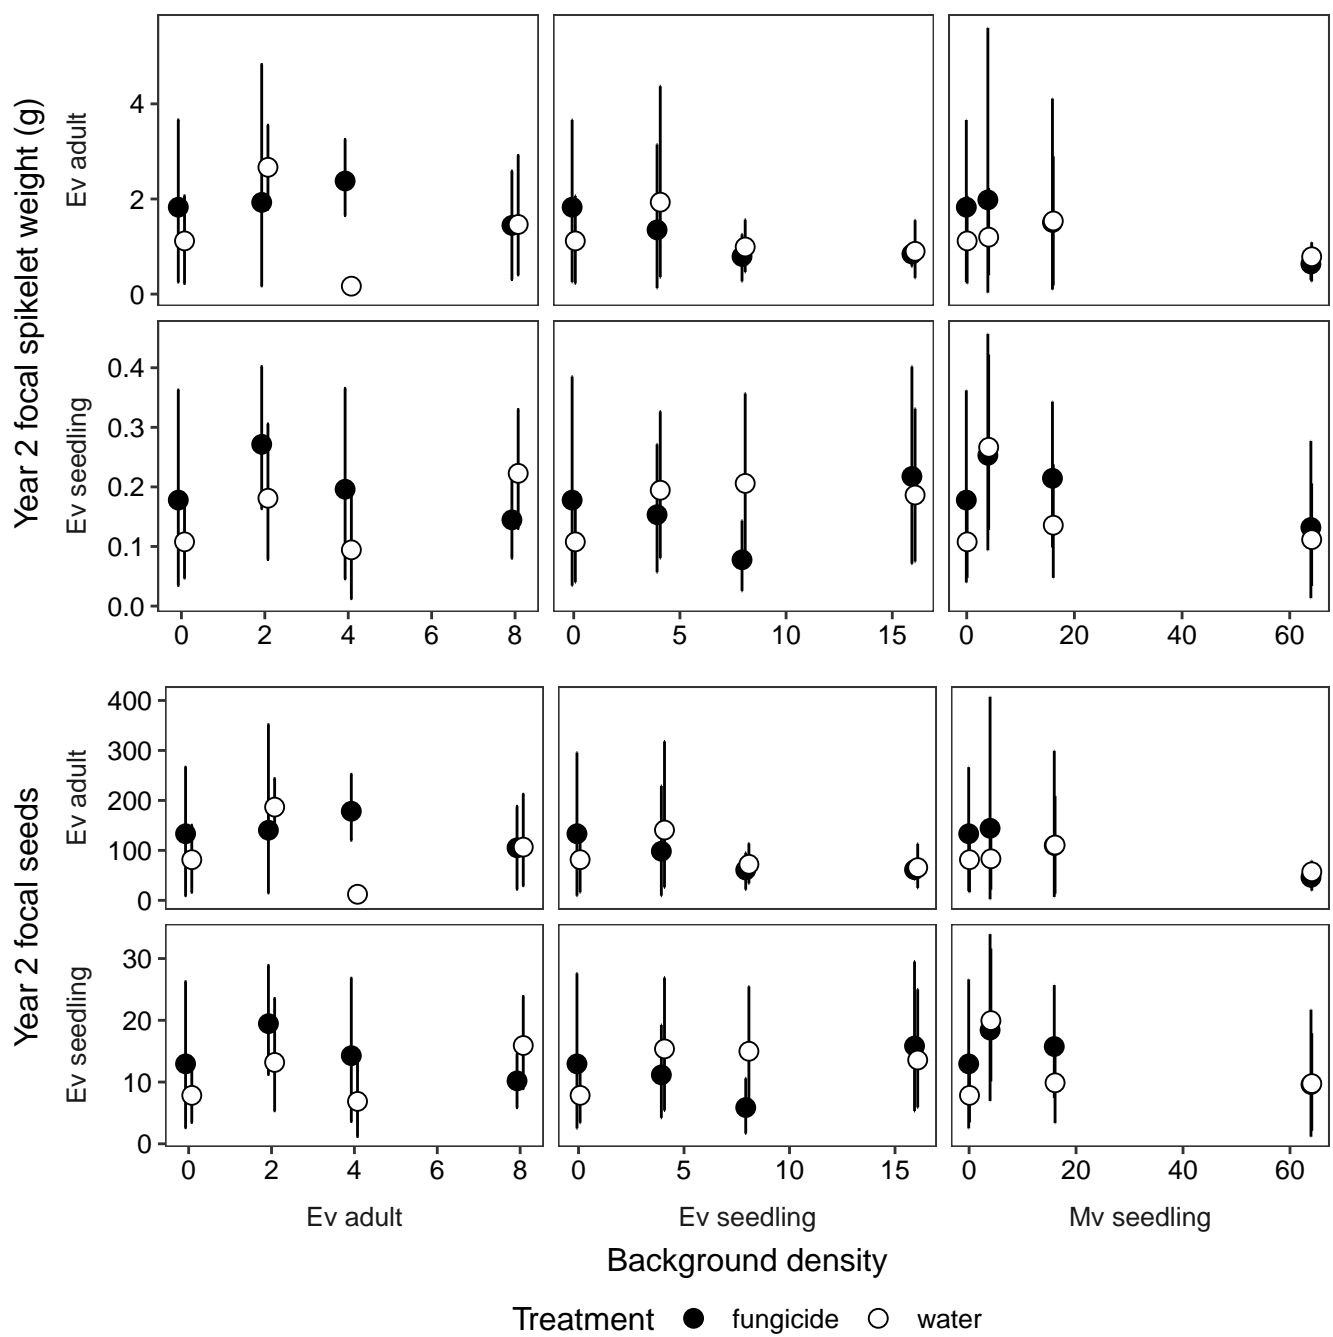 Year 2 focal spikelet weight (g)
Ev adult
4
2
0
Ev seedling
0.4
0.3
0.2
0.1
0.0
0 2 4 6 8 0 5 10 15 0 20 40 60
Year 2 focal seeds
Ev adult
400
300
200
100
0
Ev seedling
30
20
10
0
0 2 4 6 8 0 5 10 15 0 20 40 60
Ev adult Ev seedling Mv seedling
Background density
Treatment fungicide water